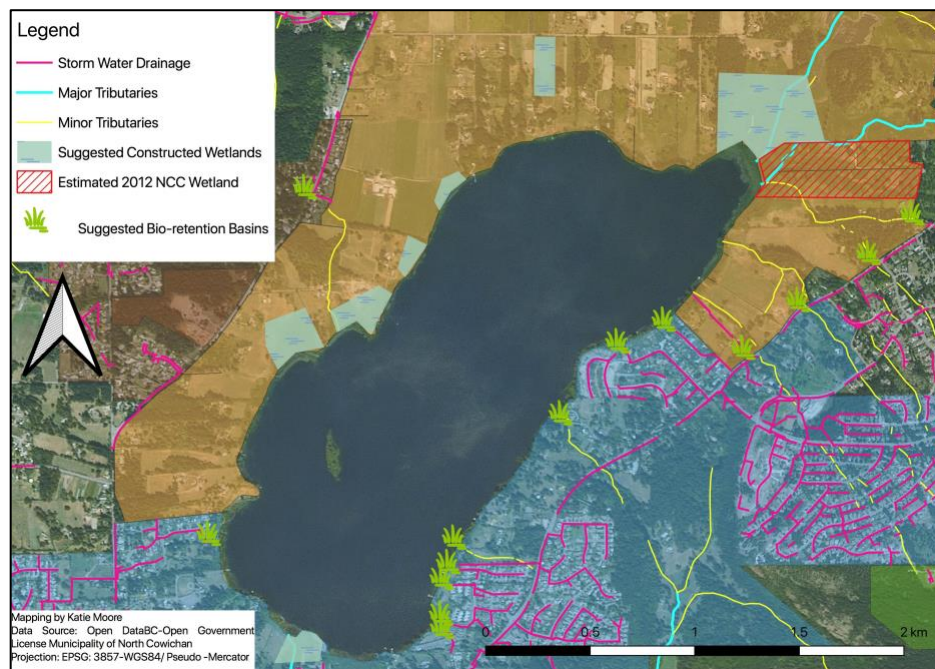 Legend
Storm Water Drainage
Major Tributaries
Minor Tributaries
Suggested Constructed Wetlands
Estimated 2012 NCC Wetland
Suggested Bio-retention Basins
Mapping by Katie Moore
Data Source: Open DataBC-Open Government
License Municipality of North Cowichan
Projection: EPSG: 3857-WGS84/ Pseudo -Mercator
0 0.5 1 1.5 2 km